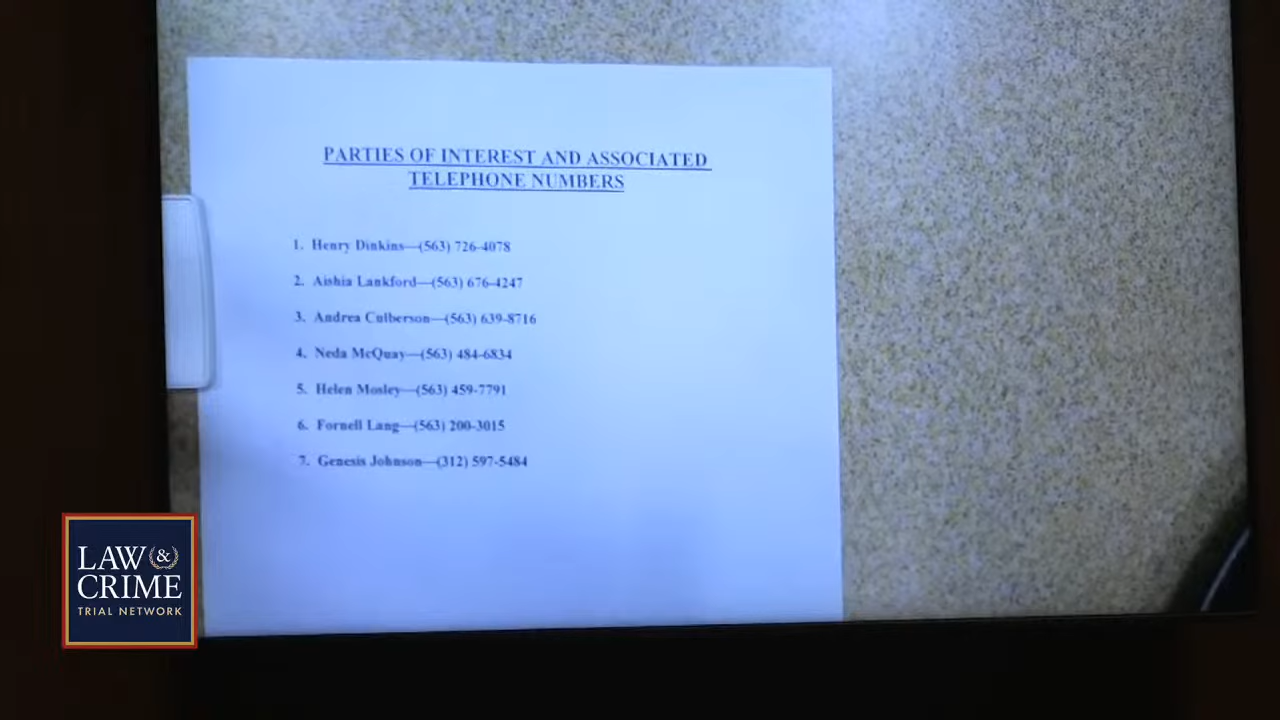 PARTIES OF INTEREST AND ASSOCIATED
TELEPHONE NUMBERS
1. Henry Dinkins—(563) 726-4078
2. Aishia Lankford—(563) 676-4247
3. Andrea Culberson—(563) 639-8716
4. Neda McQuay—(563) 484-6834
5. Helen Mosley—(563) 459-7791
6. Fornell Lang—(563) 200-3015
7. Genesis Johnson—(312) 597-5484
LAW &
CRIME
TRIAL NETWORK